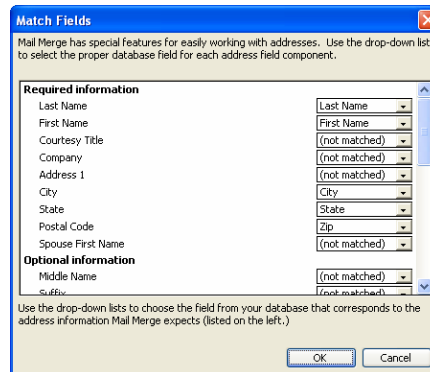 Match Fields
Mail Merge has special features for easily working with addresses. Use the drop-down list
to select the proper database field for each address field component.
Required information
Last Name Last Name
First Name First Name
Courtesy Title (not matched)
Company (not matched)
Address 1 (not matched)
City City
State State
Postal Code Zip
Spouse First Name (not matched)
Optional information
Middle Name (not matched)
Suffix (not matched)
Use the drop-down lists to choose the field from your database that corresponds to the
address information Mail Merge expects (listed on the left.)
OK Cancel